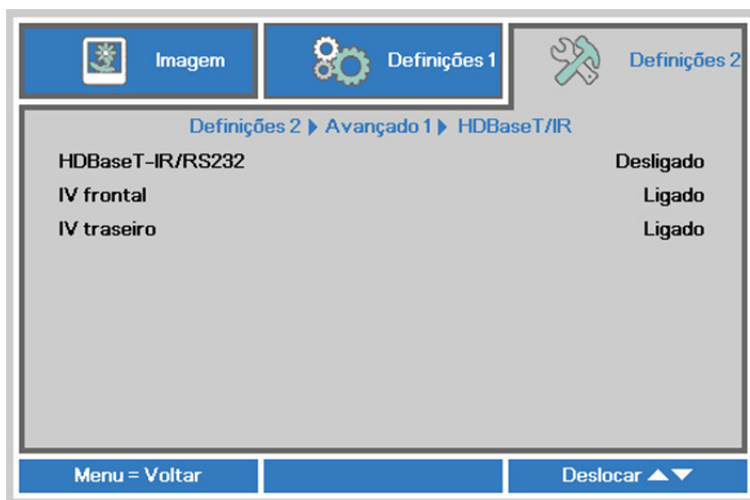 Imagem
Definições 1
Definições 2
Definições 2 ▶ Avançado 1 ▶ HDBaseT/IR
HDBaseT-IR/RS232 Desligado
IV frontal Ligado
IV traseiro Ligado
Menu = Voltar
Deslocar ▲▼